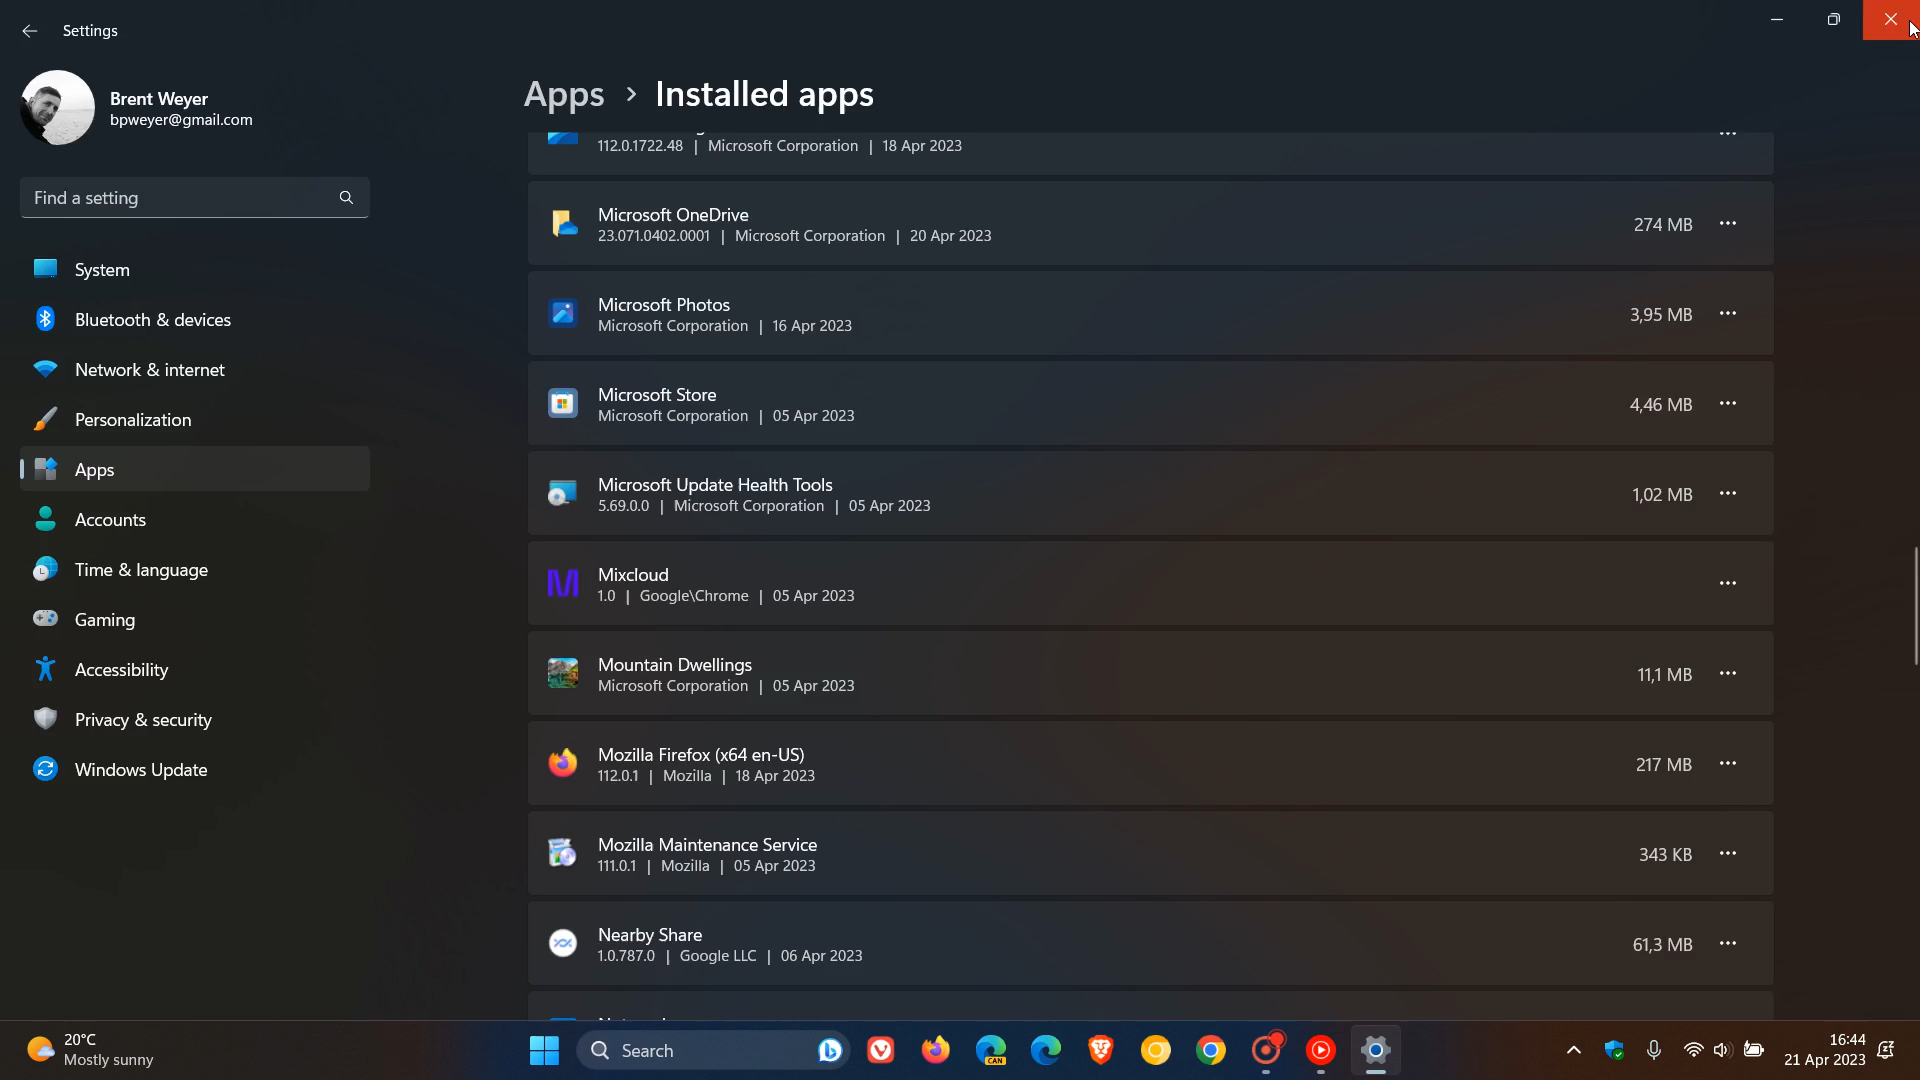 Settings
Brent Weyer
bpweyer@gmail.com
Find a setting
System
Bluetooth & devices
Network & internet
Personalization
Apps
Accounts
Time & language
Gaming
Accessibility
Privacy & security
Windows Update
Apps > Installed apps
112.0.1722.48 | Microsoft Corporation | 18 Apr 2023
Microsoft OneDrive
23.071.0402.0001 | Microsoft Corporation | 20 Apr 2023
274 MB
Microsoft Photos
Microsoft Corporation | 16 Apr 2023
3,95 MB
Microsoft Store
Microsoft Corporation | 05 Apr 2023
4,46 MB
Microsoft Update Health Tools
5.69.0.0 | Microsoft Corporation | 05 Apr 2023
1,02 MB
Mixcloud
1.0 | Google\Chrome | 05 Apr 2023
Mountain Dwellings
Microsoft Corporation | 05 Apr 2023
11,1 MB
Mozilla Firefox (x64 en-US)
112.0.1 | Mozilla | 18 Apr 2023
217 MB
Mozilla Maintenance Service
111.0.1 | Mozilla | 05 Apr 2023
343 KB
Nearby Share
1.0.787.0 | Google LLC | 06 Apr 2023
61,3 MB
20°C
Mostly sunny
Search
CAN
16:44
21 Apr 2023